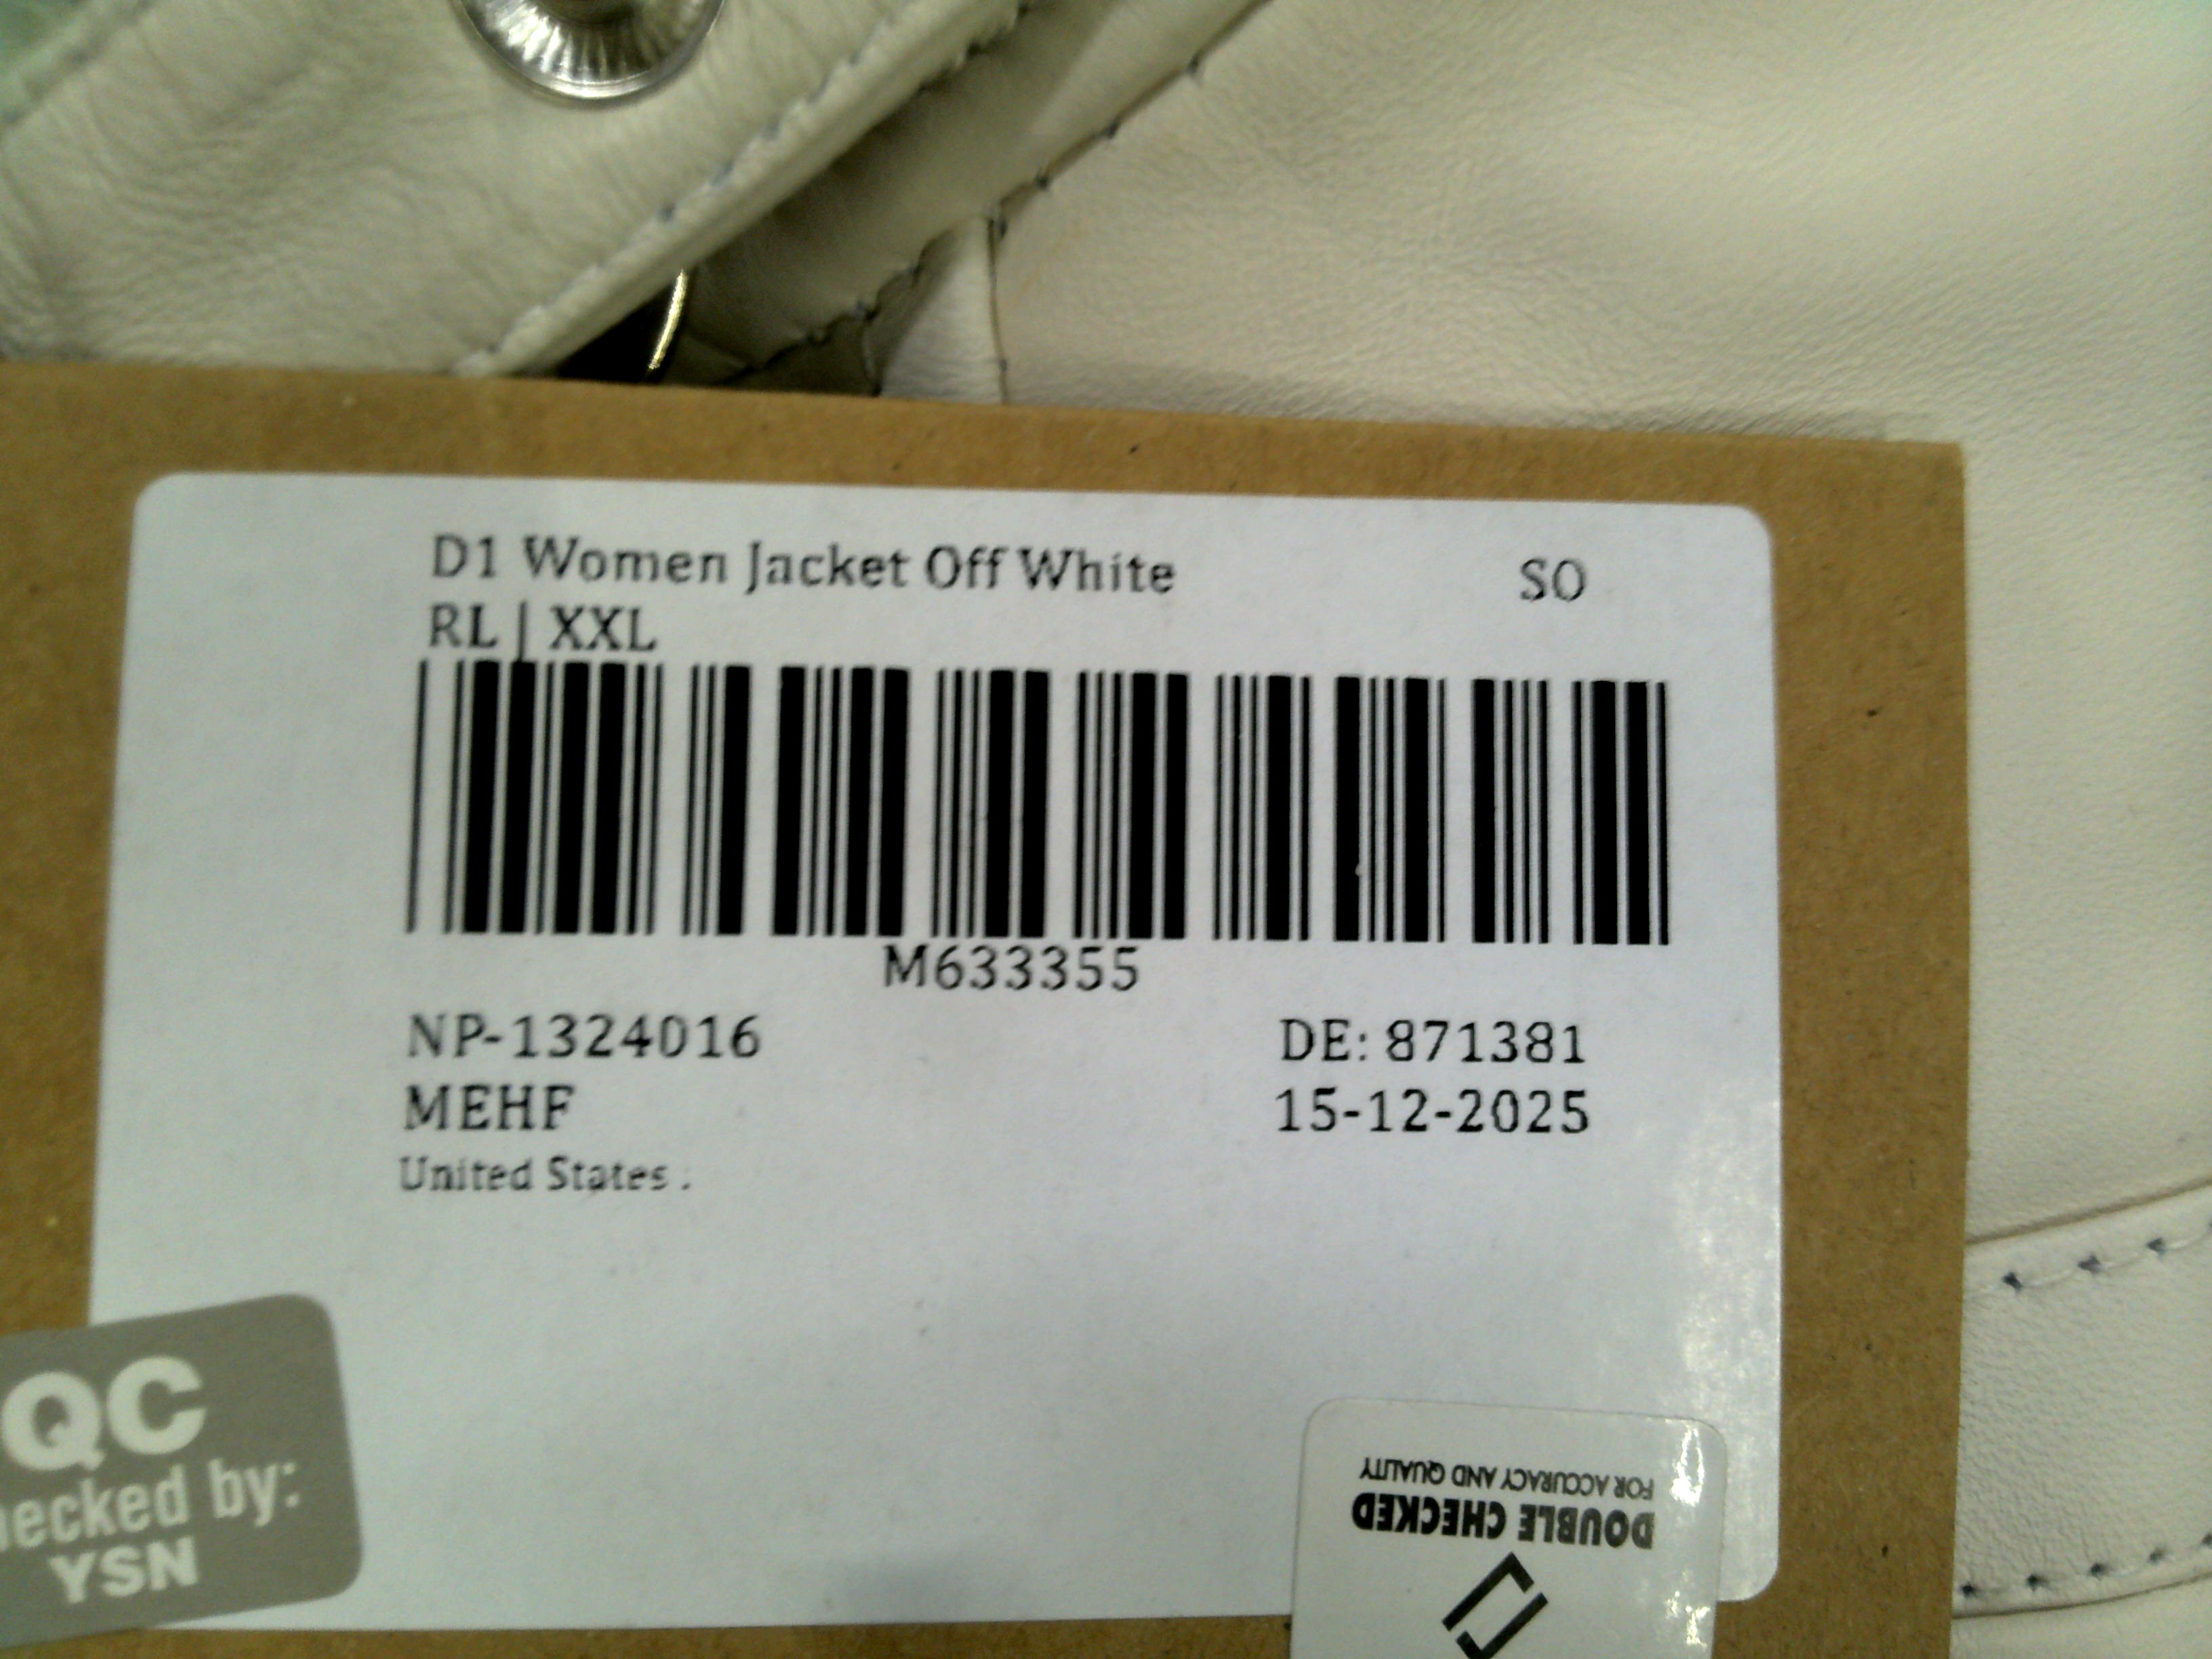 D1 Women Jacket Off White
SO
RL | XXL
M633355
NP-1324016
DE: 871381
MEHF
15-12-2025
United States .
QC
hecked by:
YSN
DOUBLE CHECKED
FOR ACCURACY AND QUALITY